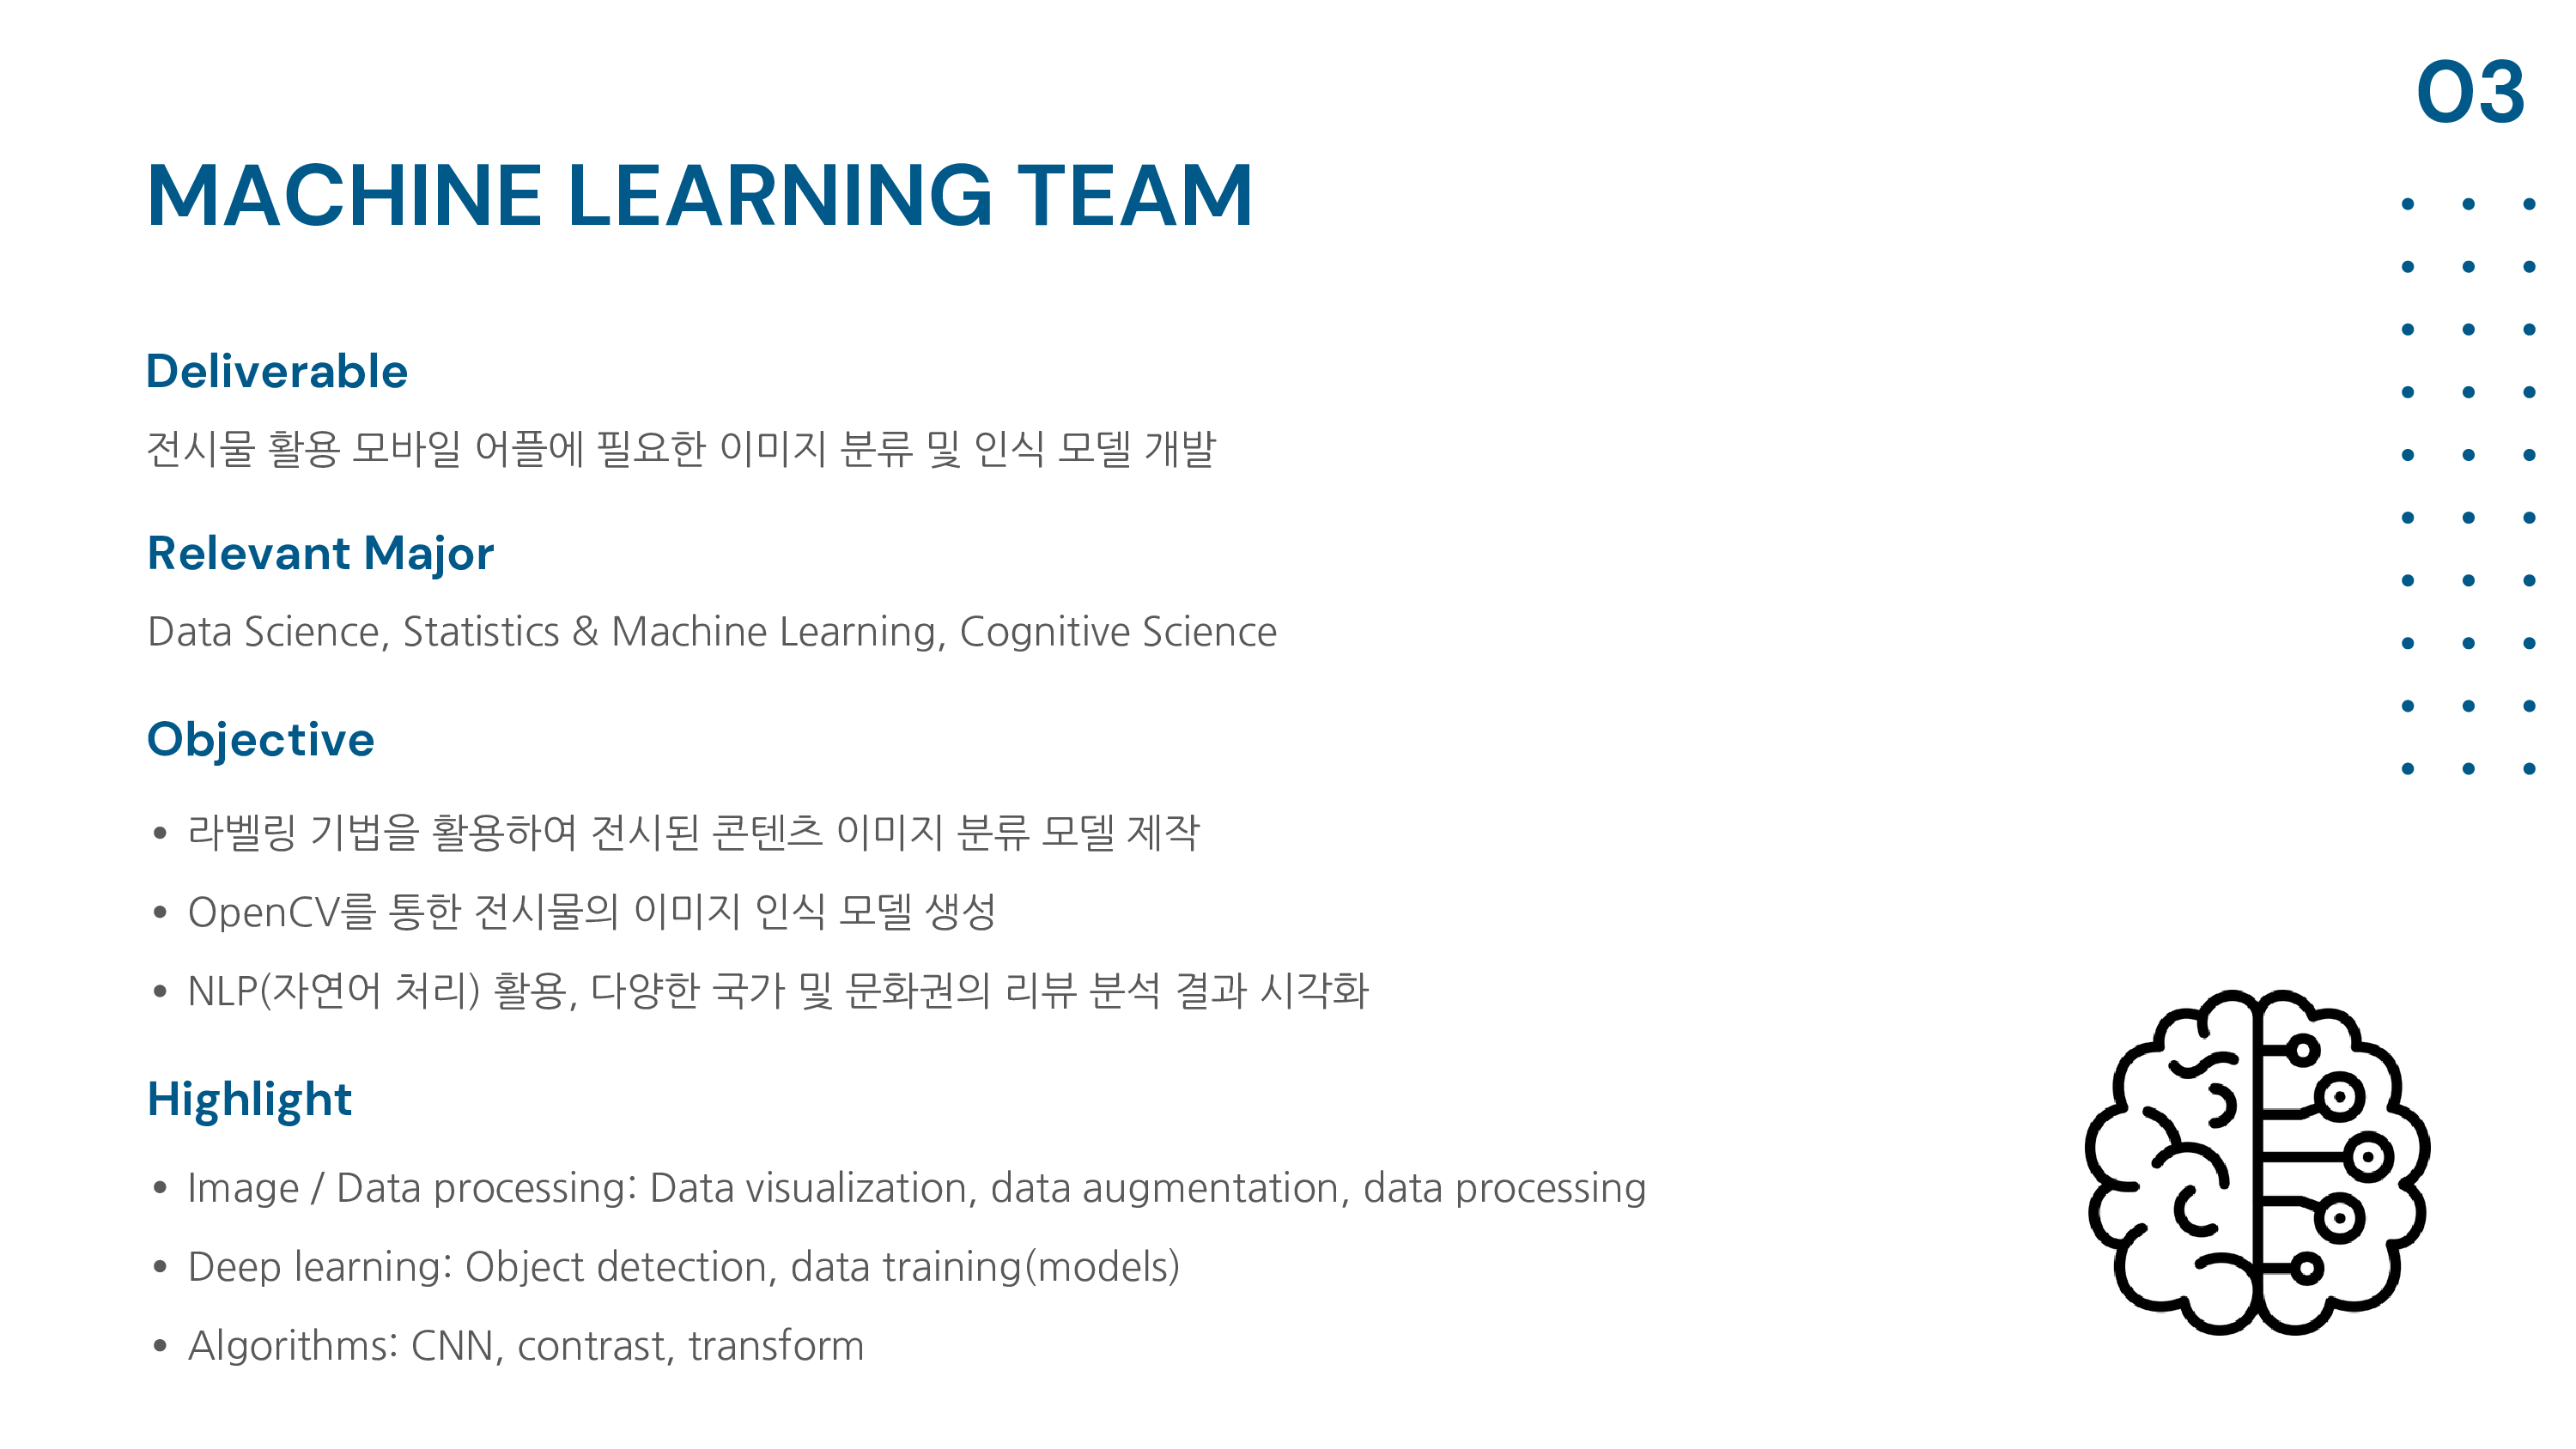 03
MACHINE LEARNING TEAM
Deliverable
전시물 활용 모바일 어플에 필요한 이미지 분류 및 인식 모델 개발
Relevant Major
Data Science, Statistics & Machine Learning, Cognitive Science
Objective
• 라벨링 기법을 활용하여 전시된 콘텐츠 이미지 분류 모델 제작
• OpenCV를 통한 전시물의 이미지 인식 모델 생성
• NLP(자연어 처리) 활용, 다양한 국가 및 문화권의 리뷰 분석 결과 시각화
Highlight
• Image / Data processing: Data visualization, data augmentation, data processing
• Deep learning: Object detection, data training(models)
• Algorithms: CNN, contrast, transform